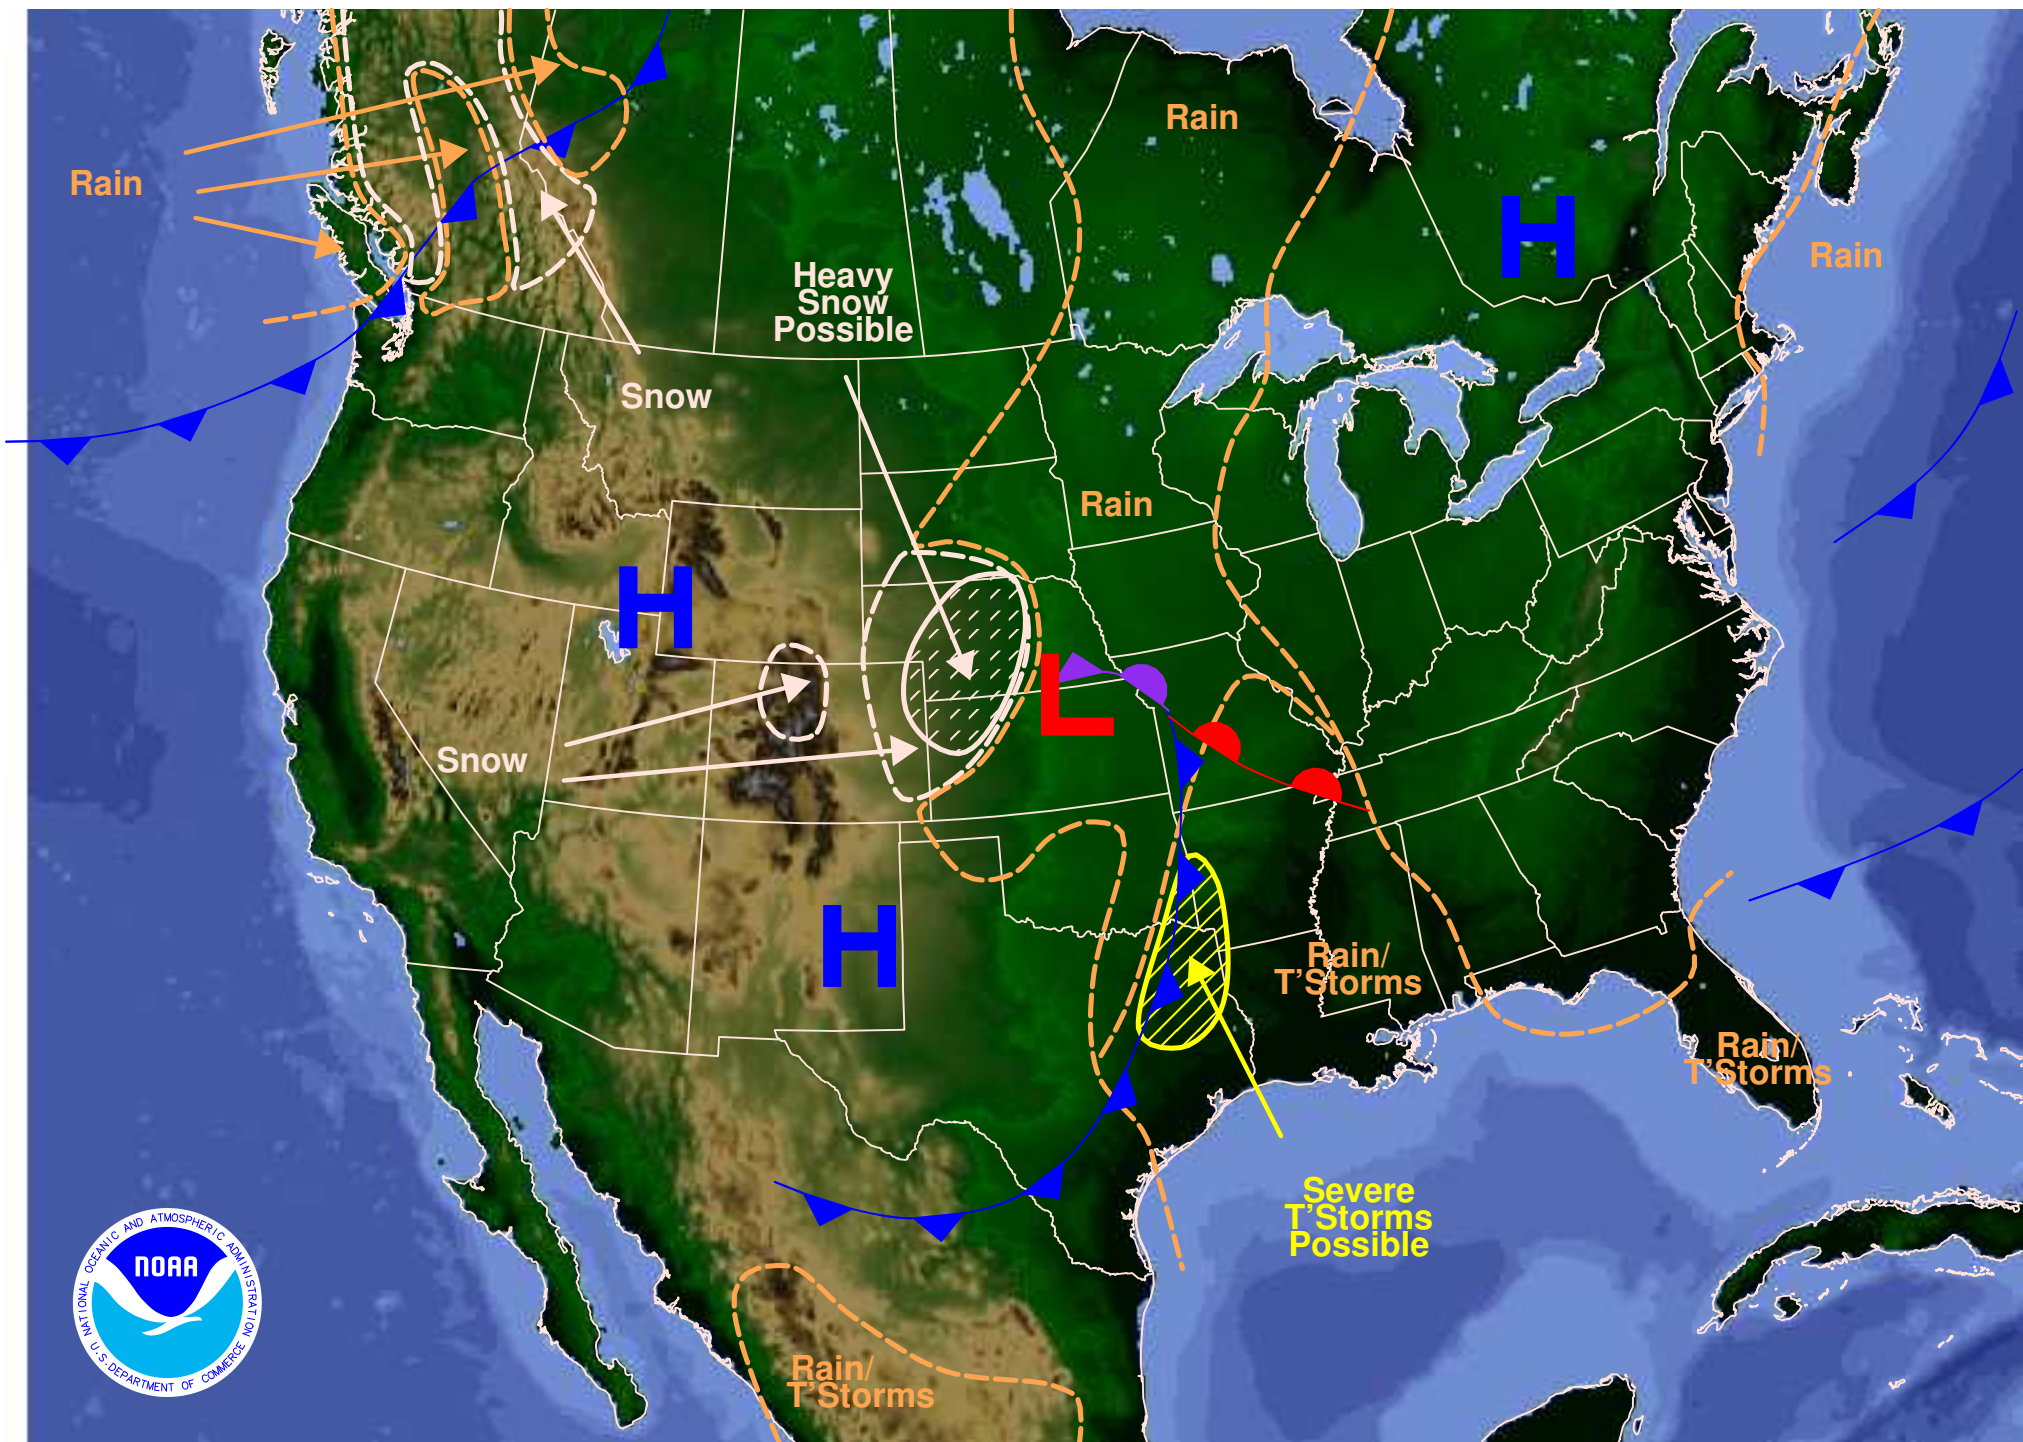 Rain
Rain
H
Rain
Heavy
Snow
Possible
Snow
Rain
H
L
Snow
H
Rain/
T'Storms
Rain/
T'Storms
Severe
T'Storms
Possible
Rain/
T'Storms
NATIONAL OCEANIC AND ATMOSPHERIC ADMINISTRATION
NOAA
U.S. DEPARTMENT OF COMMERCE